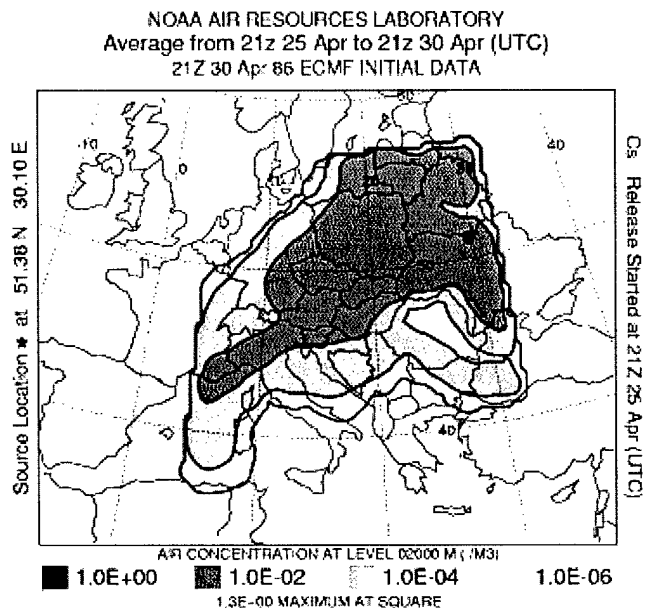 NOAA AIR RESOURCES LABORATORY
Average from 21z 25 Apr to 21z 30 Apr (UTC)
21Z 30 Apr 86 ECMF INITIAL DATA
Source Location * at 51.38 N 30.10 E
-10
0
40
40
Cs Release Started at 21Z 25 Apr (UTC)
AIR CONCENTRATION AT LEVEL 02000 M ( /M3)
1.0E+00 1.0E-02 1.0E-04 1.0E-06
1.3E-00 MAXIMUM AT SQUARE